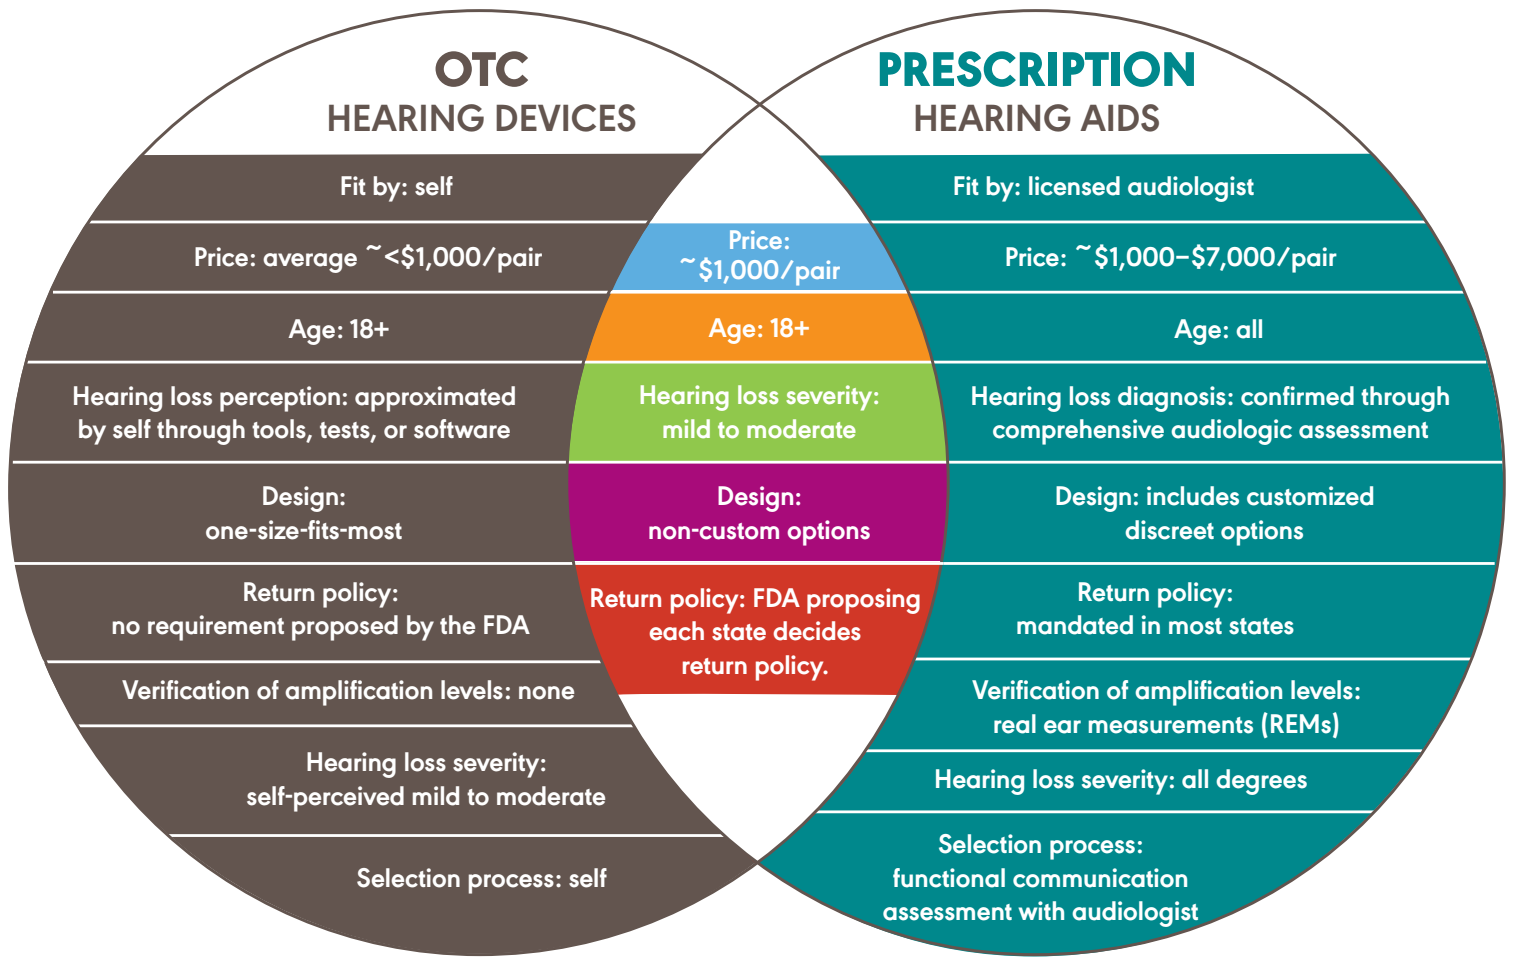 OTC
HEARING DEVICES
Fit by: self
Price: average ~<$1,000/pair
Age: 18+
Hearing loss perception: approximated
by self through tools, tests, or software
Design:
one-size-fits-most
Return policy:
no requirement proposed by the FDA
Verification of amplification levels: none
Hearing loss severity:
self-perceived mild to moderate
Selection process: self
Price:
~$1,000/pair
Age: 18+
Hearing loss severity:
mild to moderate
Design:
non-custom options
Return policy: FDA proposing
each state decides
return policy.
PRESCRIPTION
HEARING AIDS
Fit by: licensed audiologist
Price: ~$1,000–$7,000/pair
Age: all
Hearing loss diagnosis: confirmed through
comprehensive audiologic assessment
Design: includes customized
discreet options
Return policy:
mandated in most states
Verification of amplification levels:
real ear measurements (REMs)
Hearing loss severity: all degrees
Selection process:
functional communication
assessment with audiologist